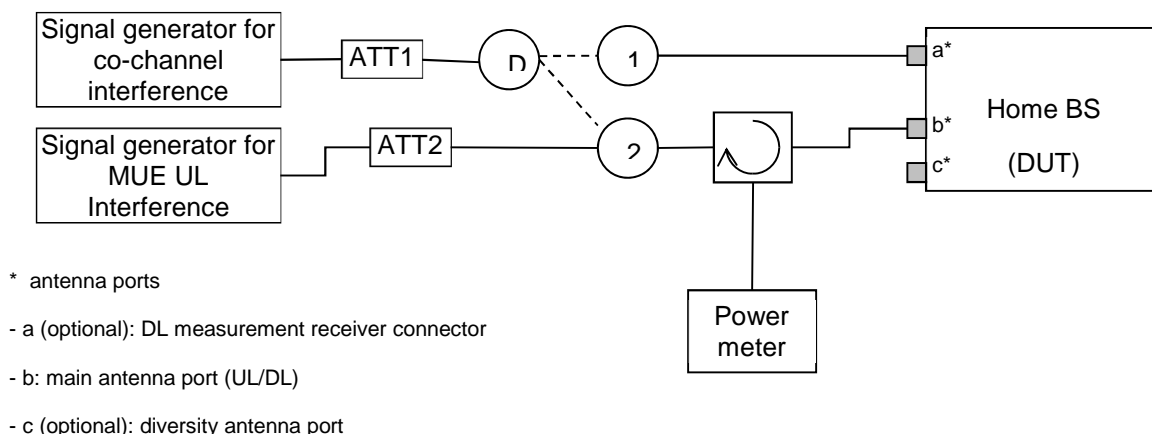 Signal generator for
co-channel
interference
ATT1
D
1
a*
Home BS
(DUT)
Signal generator for
MUE UL
Interference
ATT2
2
b*
c*
Power
meter
* antenna ports
- a (optional): DL measurement receiver connector
- b: main antenna port (UL/DL)
- c (optional): diversity antenna port